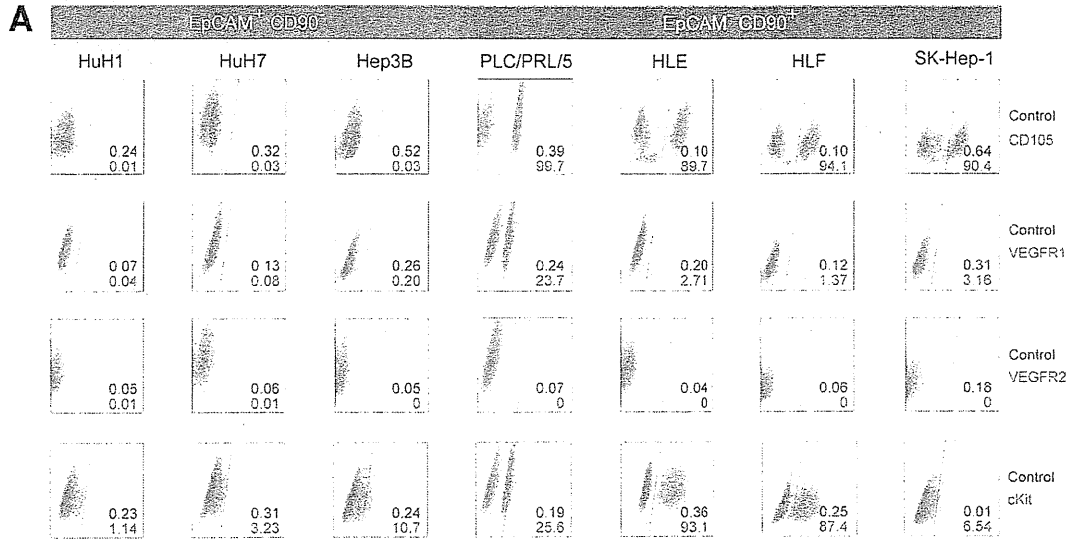 A
EpCAM+ CD90- EpCAM- CD90+
HuH1 HuH7 Hep3B PLC/PRL/5 HLE HLF SK-Hep-1
0.24 0.32 0.52 0.39 0.10 0.10 0.64 Control
0.01 0.03 0.03 99.7 89.7 94.1 90.4 CD105
0.07 0.13 0.26 0.24 0.20 0.12 0.31 Control
0.04 0.08 0.20 23.7 2.71 1.37 3.16 VEGFR1
0.05 0.06 0.05 0.07 0.04 0.06 0.18 Control
0.01 0.01 0 0 0 0 0 VEGFR2
0.23 0.31 0.24 0.19 0.36 0.25 0.01 Control
1.14 3.23 10.7 25.6 93.1 87.4 6.54 cKit